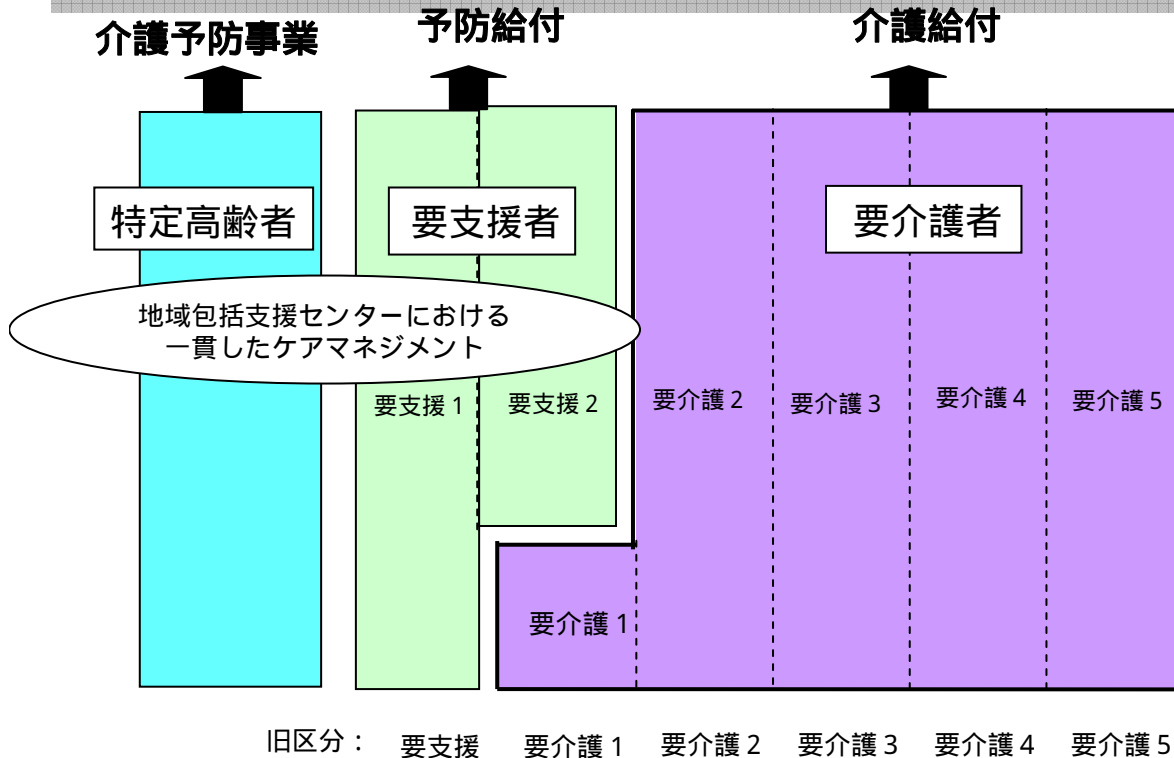 介護予防事業
予防給付
介護給付
特定高齢者
要支援者
要介護者
地域包括支援センターにおける
一貫したケアマネジメント
要支援１
要支援２
要介護２
要介護３
要介護４
要介護５
要介護１
旧区分： 要支援 要介護１ 要介護２ 要介護３ 要介護４ 要介護５